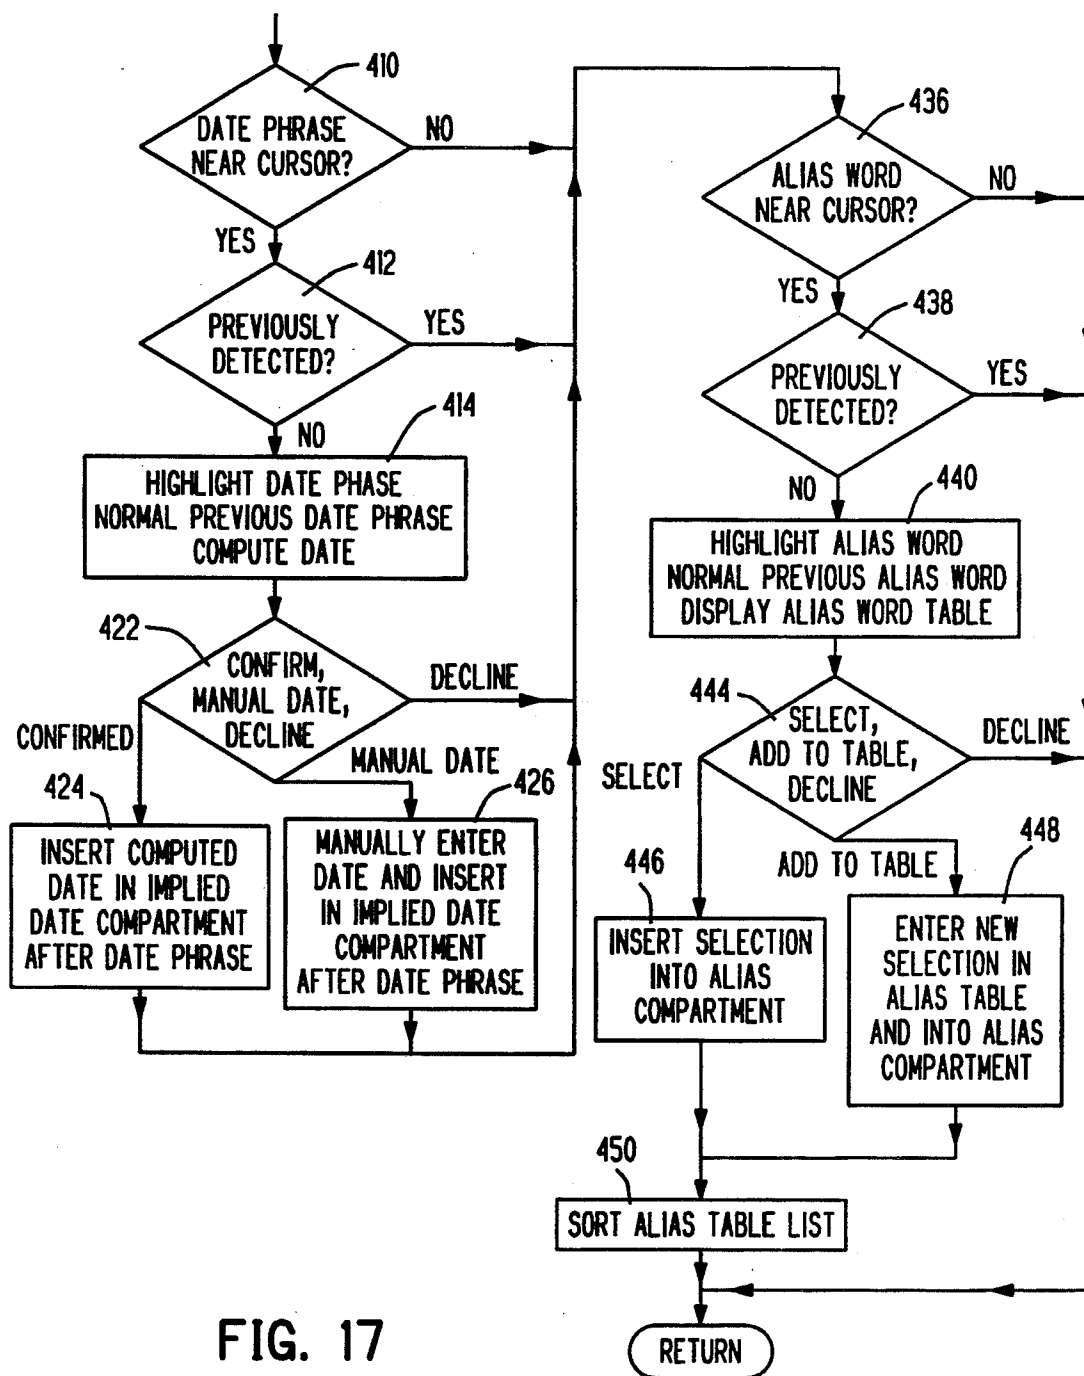 410
DATE PHRASE
NEAR CURSOR?
NO
YES
412
PREVIOUSLY
DETECTED?
YES
NO
414
HIGHLIGHT DATE PHASE
NORMAL PREVIOUS DATE PHRASE
COMPUTE DATE
422
CONFIRM,
MANUAL DATE,
DECLINE
DECLINE
CONFIRMED
MANUAL DATE
424
INSERT COMPUTED
DATE IN IMPLIED
DATE COMPARTMENT
AFTER DATE PHRASE
426
MANUALLY ENTER
DATE AND INSERT
IN IMPLIED DATE
COMPARTMENT
AFTER DATE PHRASE
436
ALIAS WORD
NEAR CURSOR?
NO
YES
438
PREVIOUSLY
DETECTED?
YES
NO
440
HIGHLIGHT ALIAS WORD
NORMAL PREVIOUS ALIAS WORD
DISPLAY ALIAS WORD TABLE
444
SELECT,
ADD TO TABLE,
DECLINE
DECLINE
SELECT
ADD TO TABLE
446
INSERT SELECTION
INTO ALIAS
COMPARTMENT
448
ENTER NEW
SELECTION IN
ALIAS TABLE
AND INTO ALIAS
COMPARTMENT
450
SORT ALIAS TABLE LIST
RETURN
FIG. 17